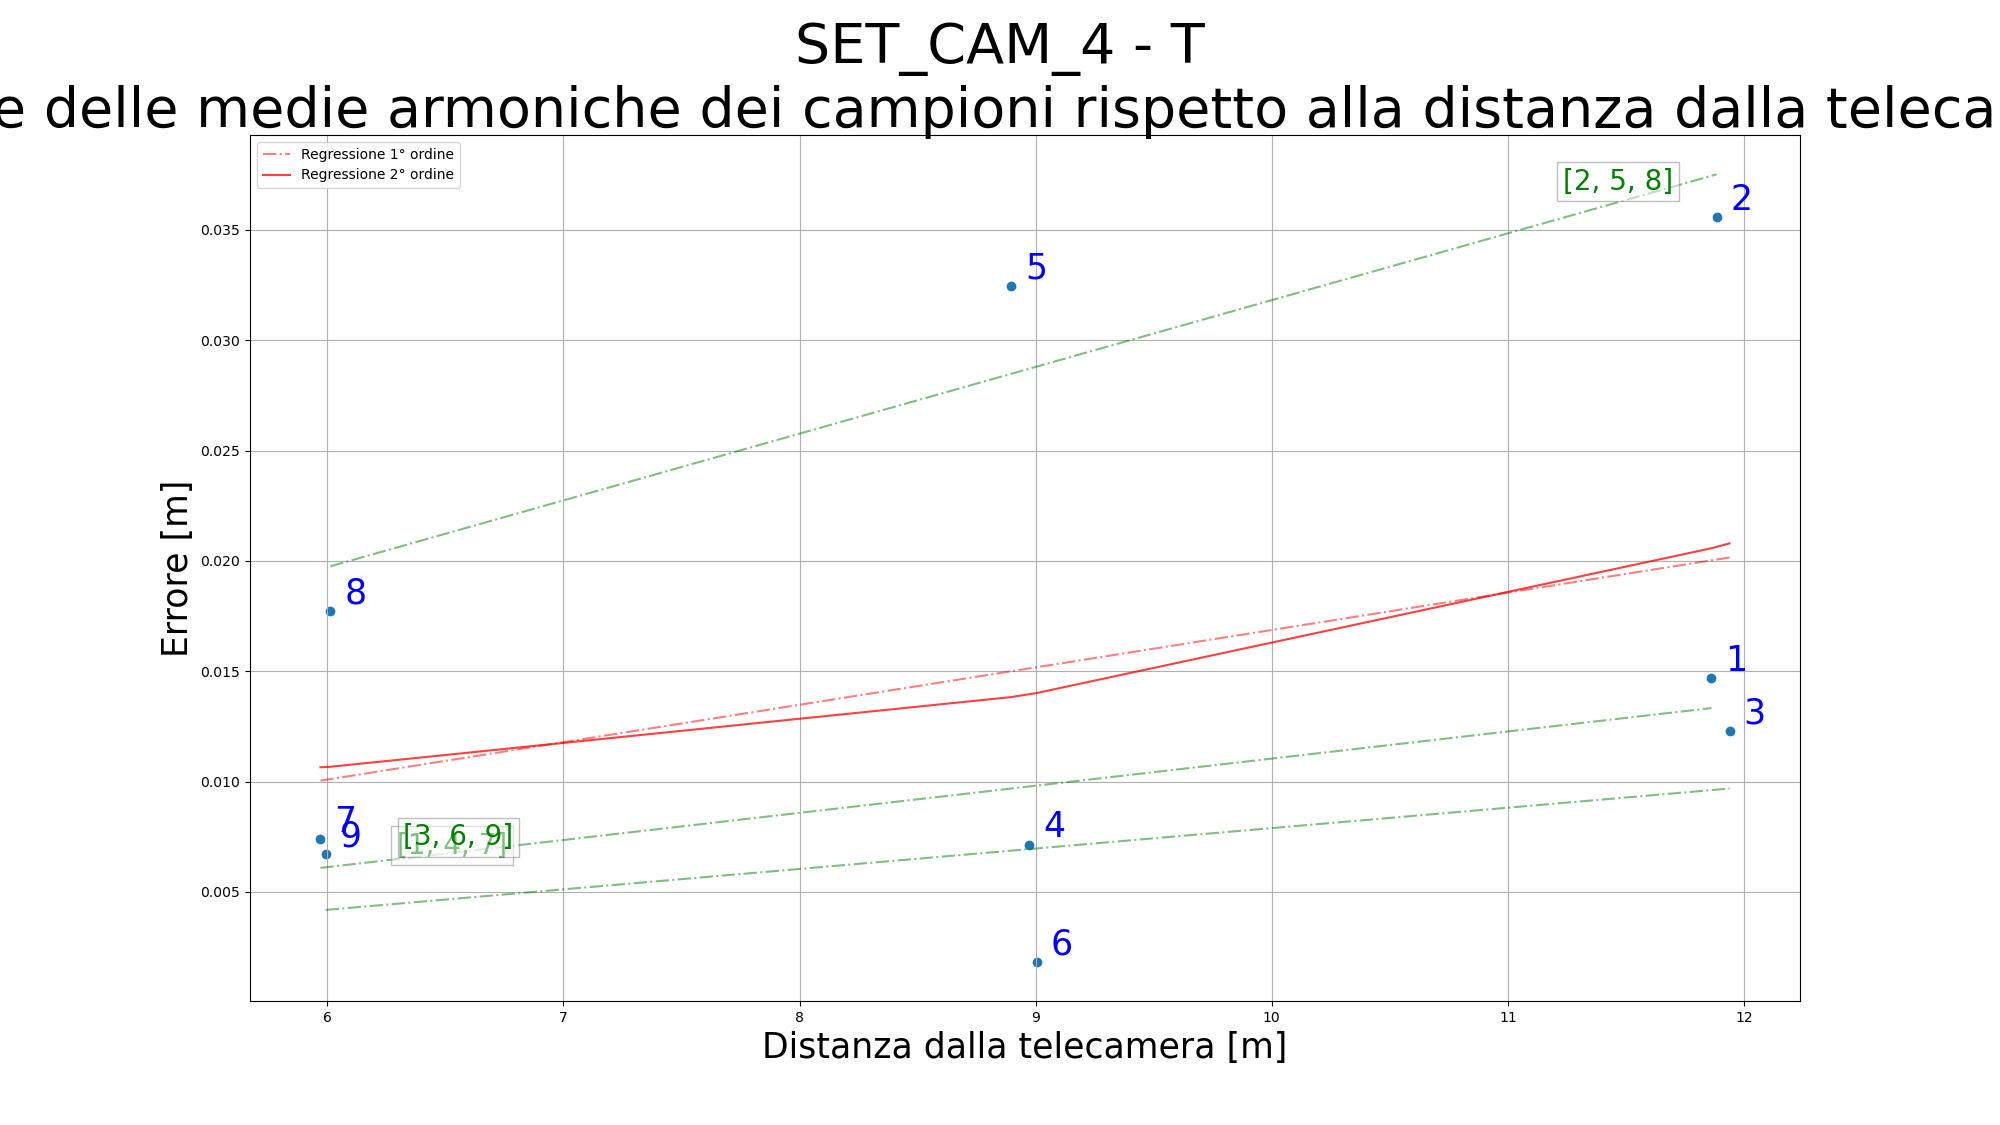 SET_CAM_4 - T
e delle medie armoniche dei campioni rispetto alla distanza dalla teleca
Regressione 1° ordine
Regressione 2° ordine
[2, 5, 8]
2
5
8
1
3
7
9
[3, 6, 9]
[1, 4, 7]
4
6
0.035
0.030
0.025
0.020
0.015
0.010
0.005
Errore [m]
6 7 8 9 10 11 12
Distanza dalla telecamera [m]